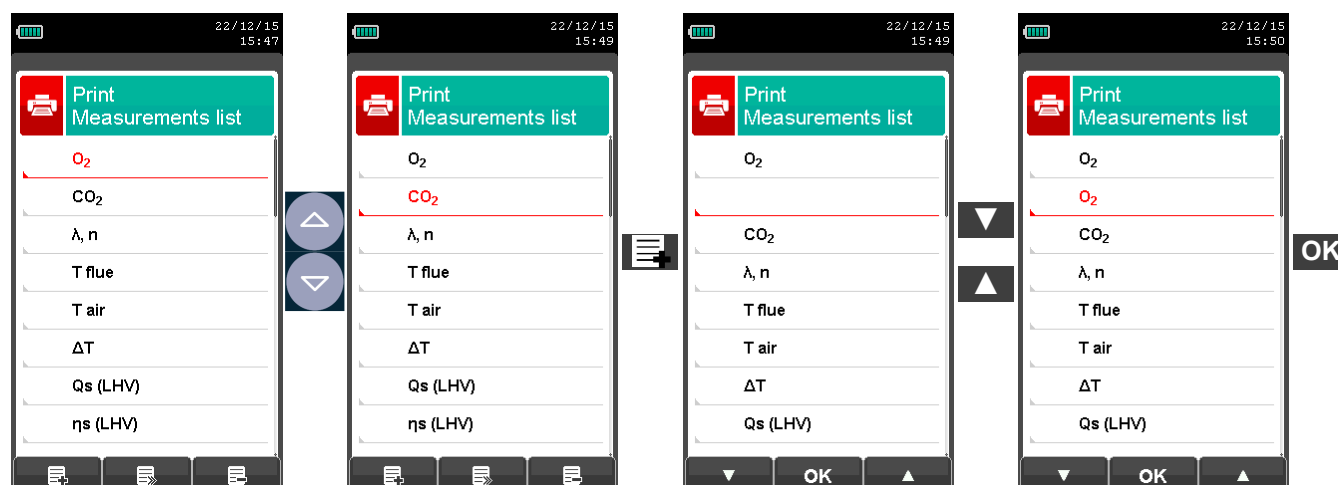 22/12/15
15:47
Print
Measurements list
O₂
CO₂
λ, n
T flue
T air
ΔT
Qs (LHV)
ηs (LHV)
22/12/15
15:49
Print
Measurements list
O₂
CO₂
λ, n
T flue
T air
ΔT
Qs (LHV)
ηs (LHV)
22/12/15
15:49
Print
Measurements list
O₂
CO₂
λ, n
T flue
T air
ΔT
Qs (LHV)
▼ OK ▲
▼
▲
22/12/15
15:50
Print
Measurements list
O₂
O₂
CO₂
λ, n
T flue
T air
ΔT
Qs (LHV)
▼ OK ▲
OK